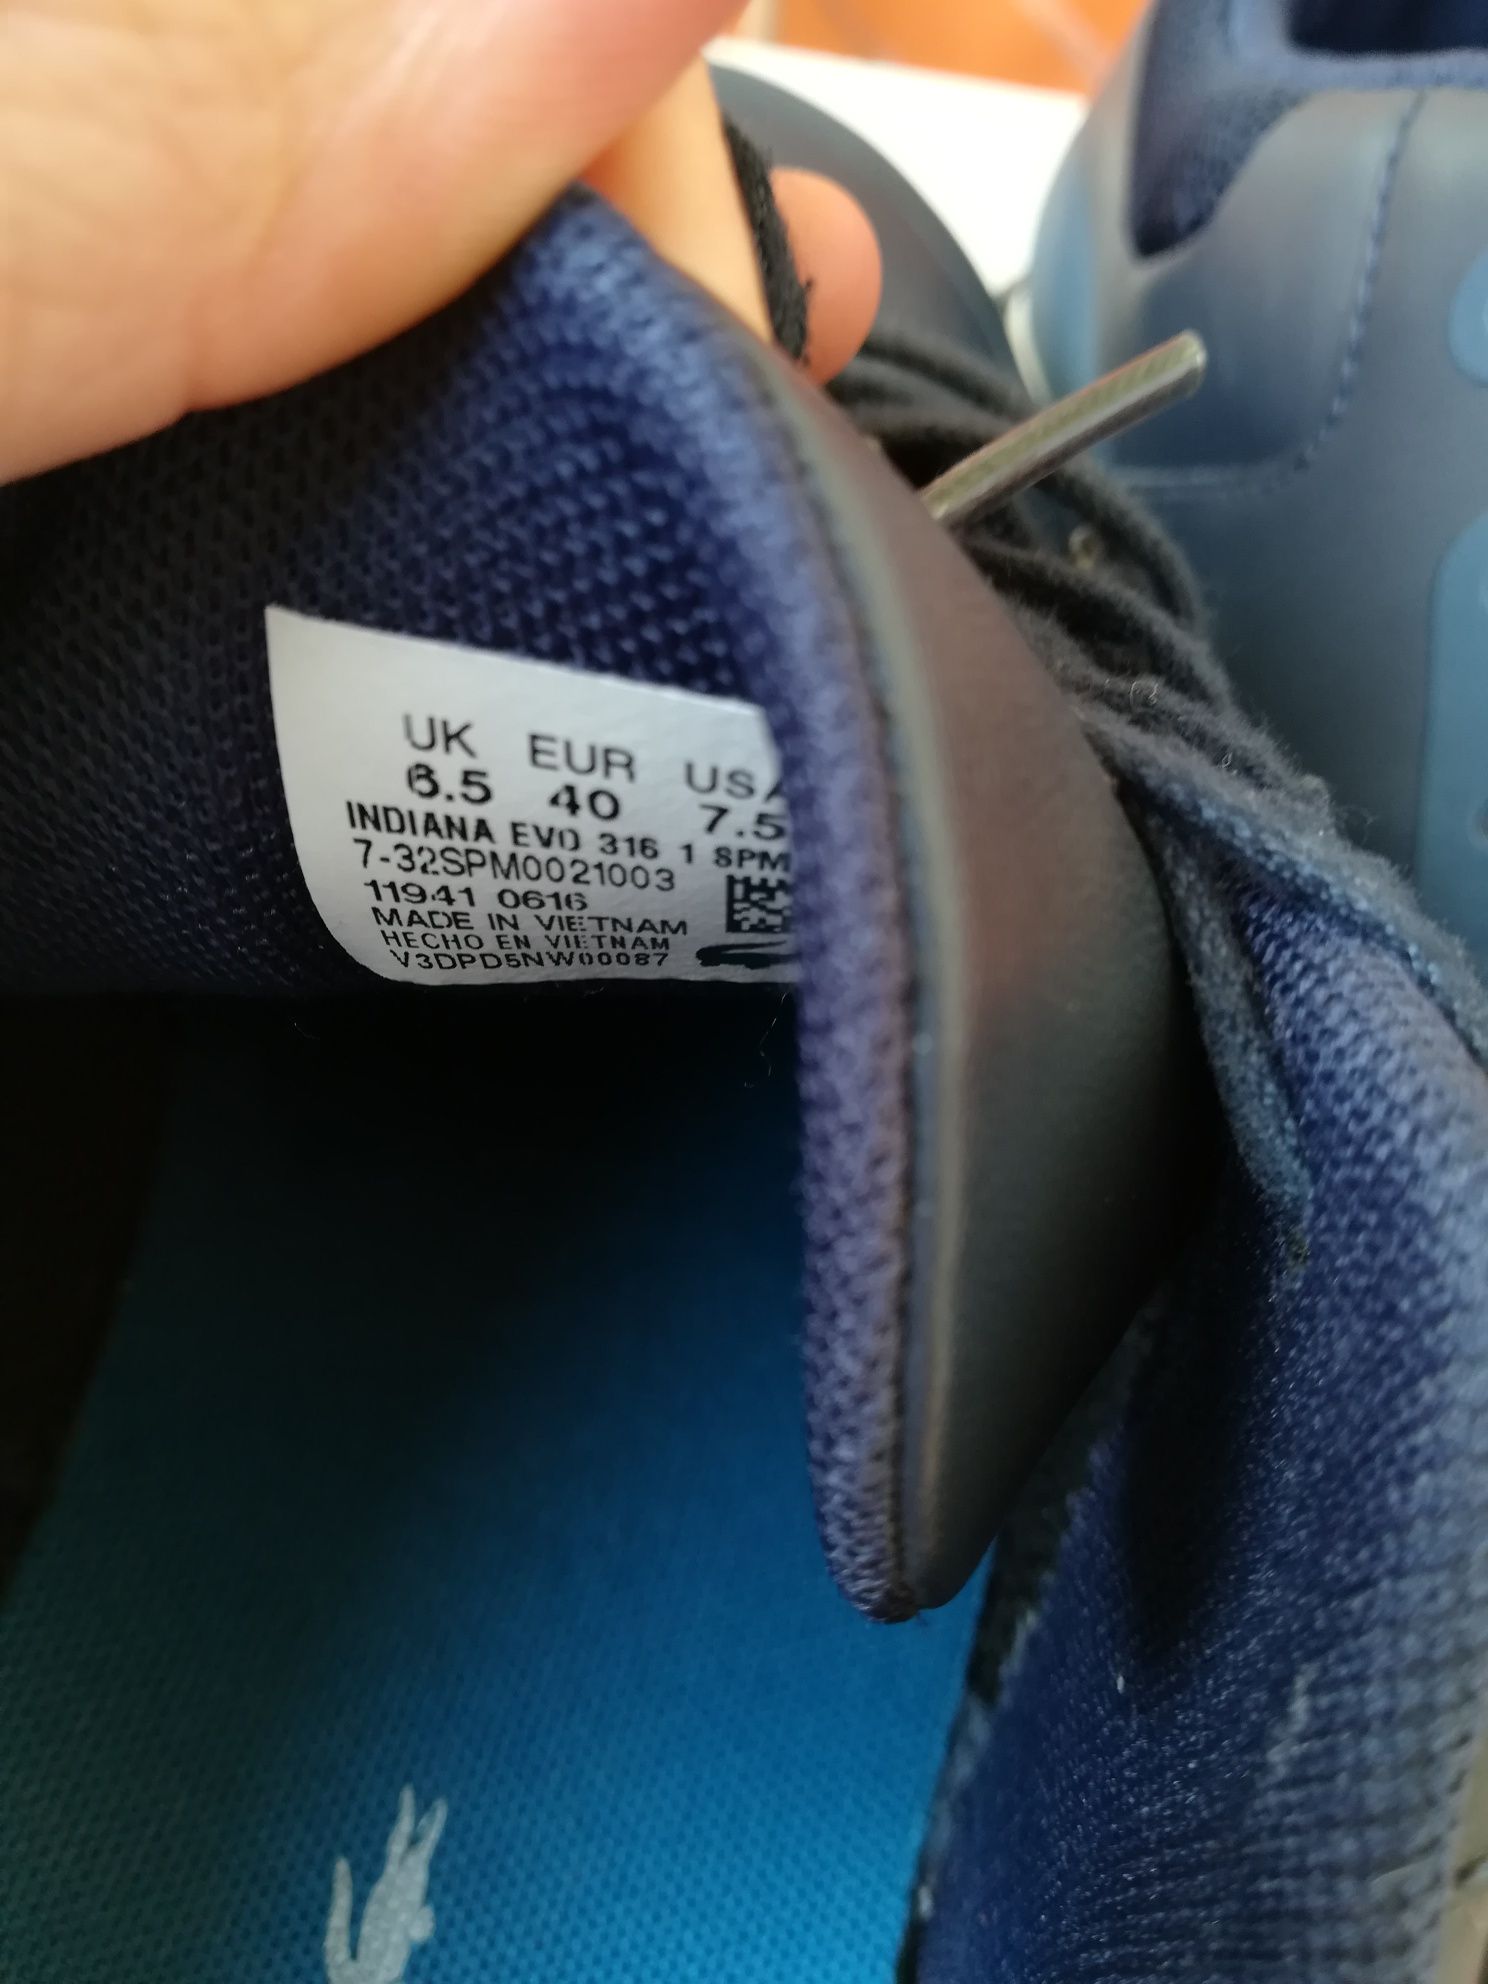 UK EUR USA
6.5 40 7.5
INDIANA EVO 316 1 SPM
7-32SPM0021003
11941 0616
MADE IN VIETNAM
HECHO EN VIETNAM
V3DPD5NW00087